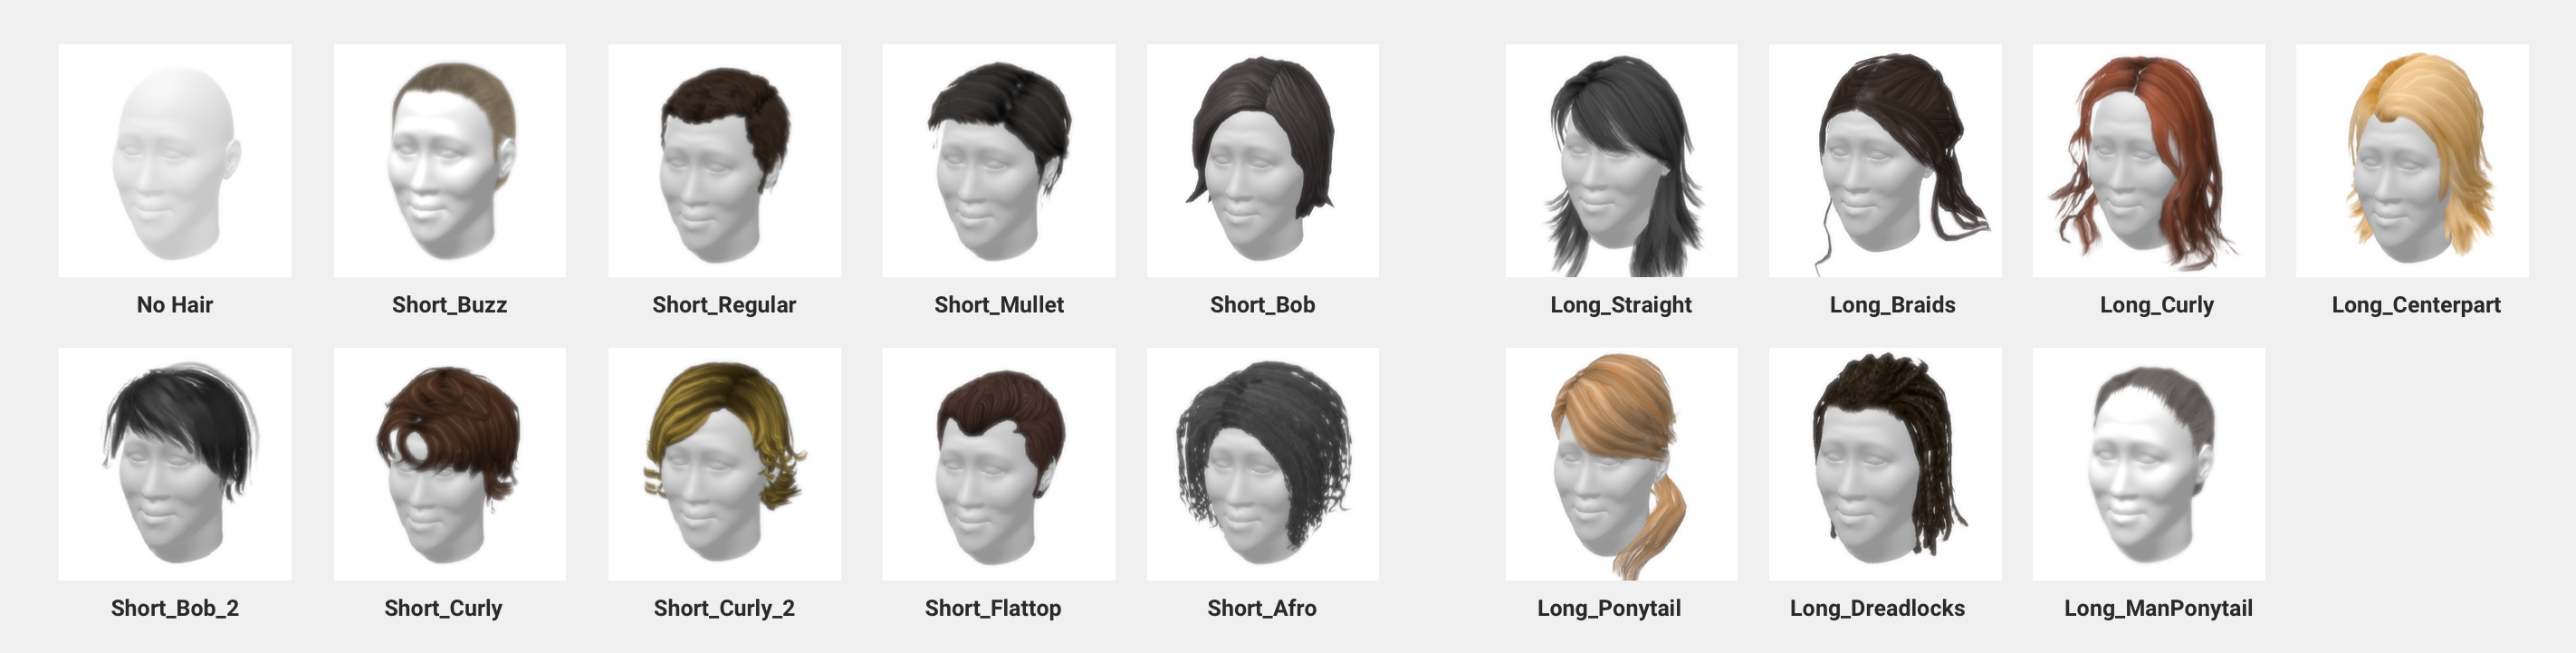 No Hair
Short_Buzz
Short_Regular
Short_Mullet
Short_Bob
Long_Straight
Long_Braids
Long_Curly
Long_Centerpart
Short_Bob_2
Short_Curly
Short_Curly_2
Short_Flattop
Short_Afro
Long_Ponytail
Long_Dreadlocks
Long_ManPonytail